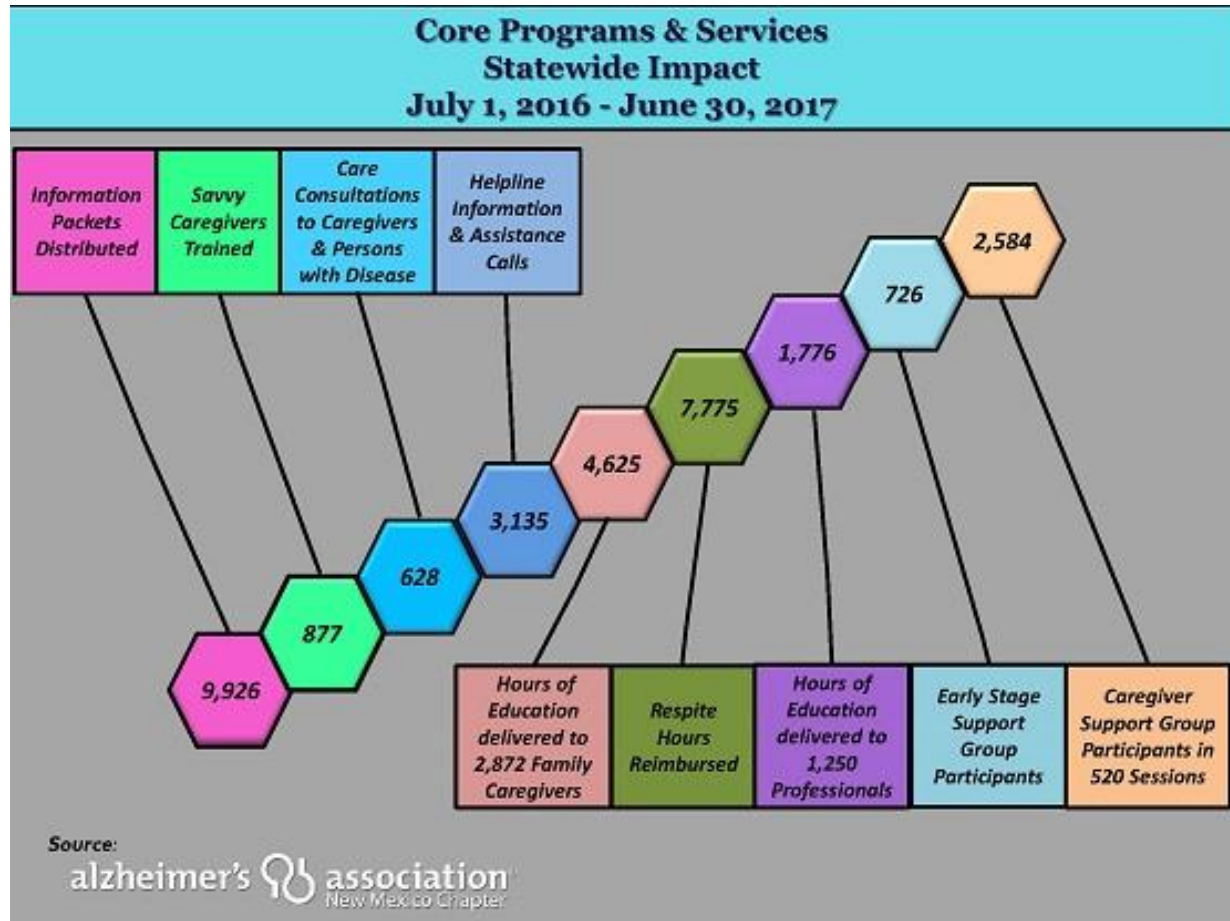 Core Programs & Services
Statewide Impact
July 1, 2016 - June 30, 2017
Information
Packets
Distributed
Savvy
Caregivers
Trained
Care
Consultations
to Caregivers
& Persons
with Disease
Helpline
Information
& Assistance
Calls
2,584
726
1,776
7,775
4,625
3,135
628
877
9,926
Hours of
Education
delivered to
2,872 Family
Caregivers
Respite
Hours
Reimbursed
Hours of
Education
delivered to
1,250
Professionals
Early Stage
Support
Group
Participants
Caregiver
Support Group
Participants in
520 Sessions
Source:
alzheimer's association
New Mexico Chapter